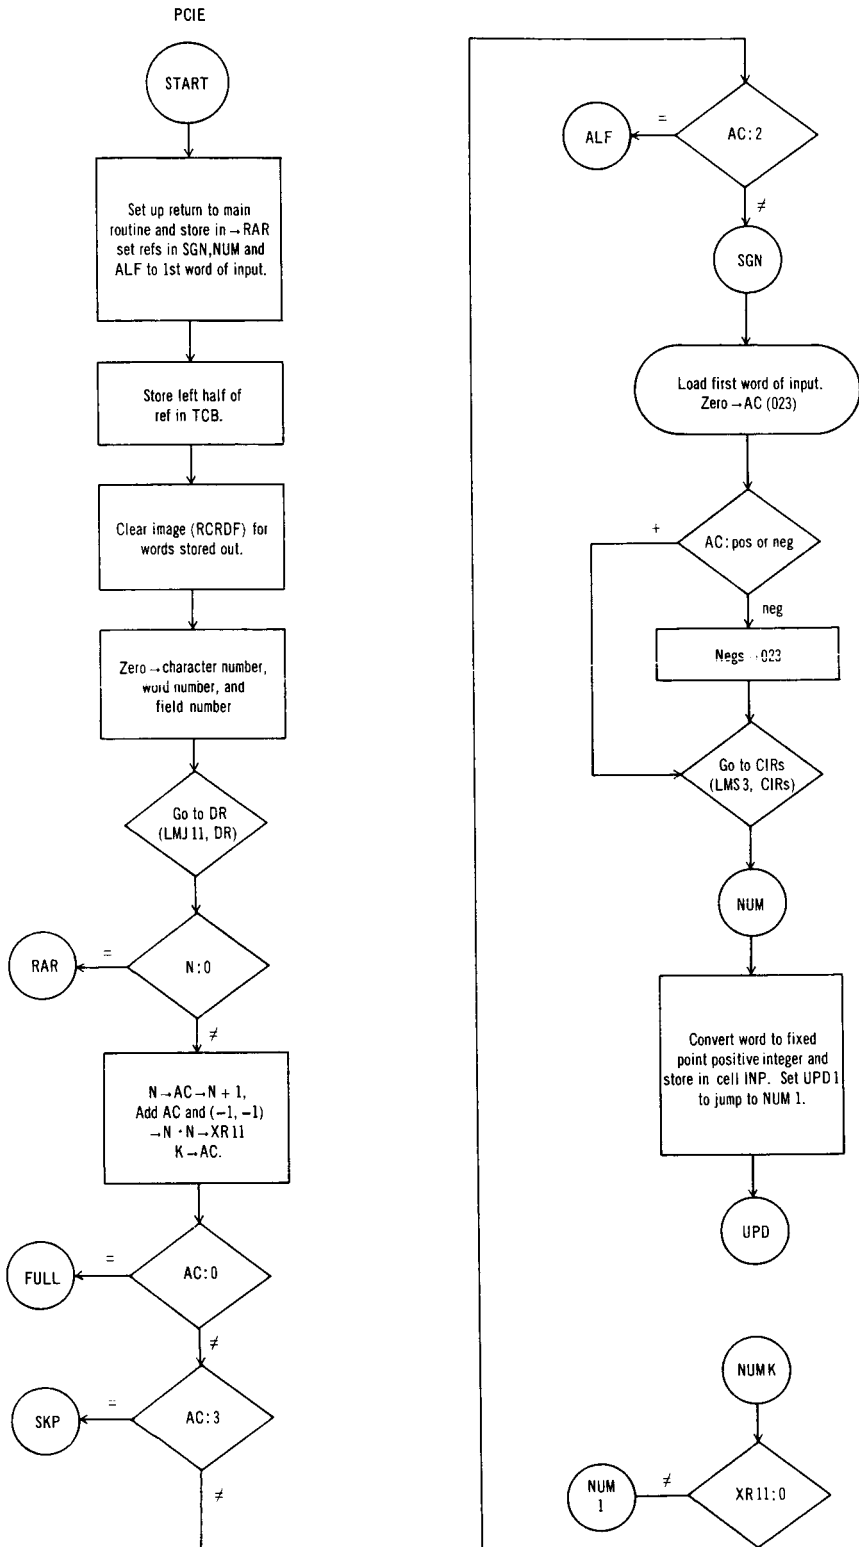 PCIE
START
Set up return to main
routine and store in → RAR
set refs in SGN, NUM and
ALF to 1st word of input.
Store left half of
ref in TCB.
Clear image (RCRDF) for
words stored out.
Zero → character number,
word number, and
field number
Go to DR
(LMJ 11, DR)
N:0
=
RAR
≠
N → AC → N + 1,
Add AC and (−1, −1)
→ N · N → XR11
K → AC.
AC:0
=
FULL
≠
AC:3
=
SKP
≠
AC:2
=
ALF
≠
SGN
Load first word of input.
Zero → AC (023)
AC: pos or neg
+
neg
Negs → 023
Go to CIRs
(LMS 3, CIRs)
NUM
Convert word to fixed
point positive integer and
store in cell INP. Set UPD 1
to jump to NUM 1.
UPD
NUMK
XR11:0
≠
NUM
1